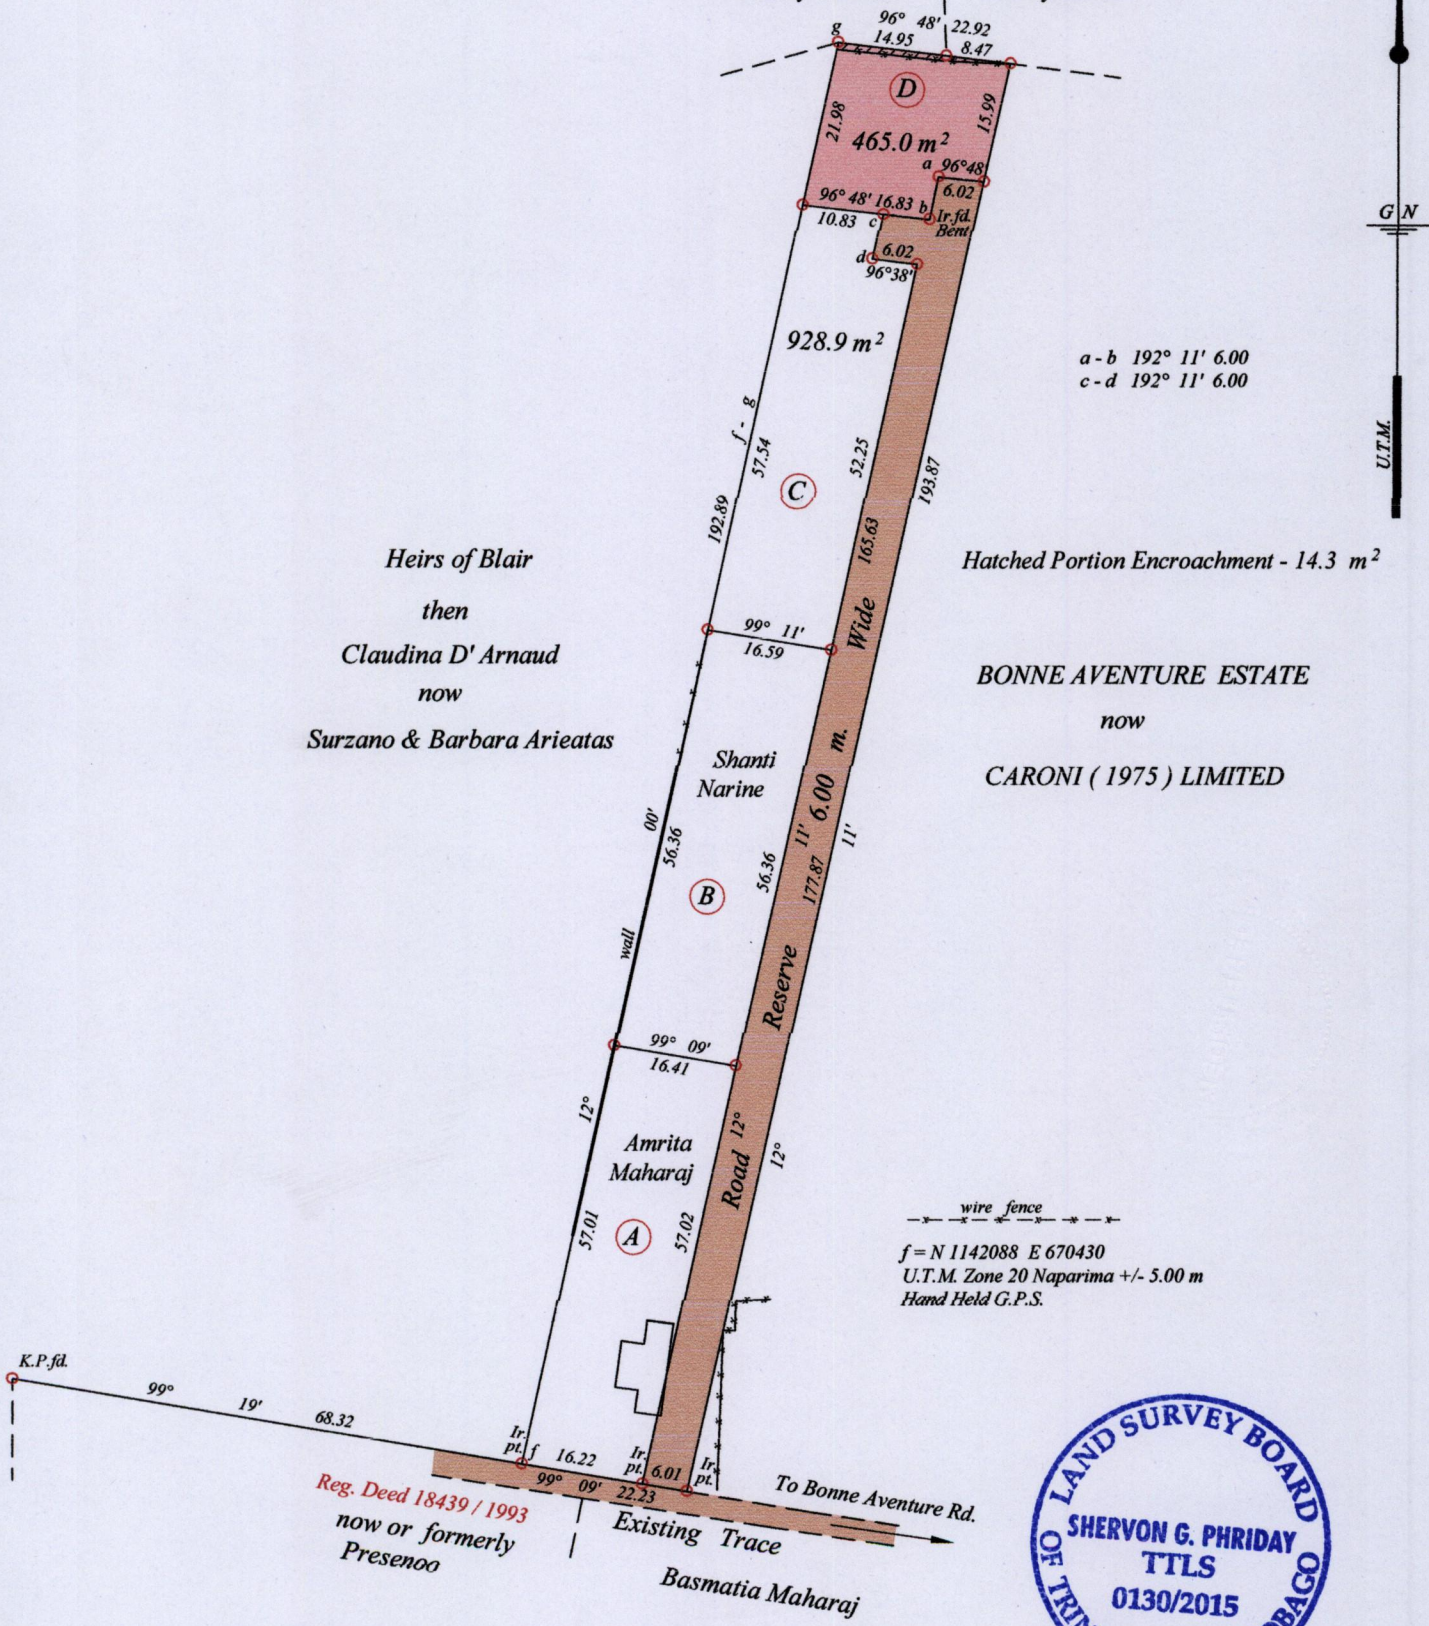 96° 48' 22.92
g 14.95 8.47
D
21.98
15.99
465.0 m²
a 96°48'
6.02
96° 48' 16.83 b
10.83 c
Ir.fd.
Bent
d 6.02
96°38'
G N
U.T.M.
928.9 m²
a - b 192° 11' 6.00
c - d 192° 11' 6.00
f - g
57.54
192.89
C
52.25
165.63
193.87
Heirs of Blair
then
Claudina D' Arnaud
now
Surzano & Barbara Arieatas
Hatched Portion Encroachment - 14.3 m²
BONNE AVENTURE ESTATE
now
CARONI ( 1975 ) LIMITED
99° 11'
16.59
Shanti
Narine
00'
56.36
wall
B
56.36
11'
177.87
11'
Road Reserve 6.00 m. Wide
99° 09'
16.41
12°
Amrita
Maharaj
12°
12°
57.01
A
57.02
wire fence
f = N 1142088 E 670430
U.T.M. Zone 20 Naparima +/- 5.00 m
Hand Held G.P.S.
K.P.fd.
99° 19' 68.32
Ir.
pt. f
16.22
Ir.
pt.
6.01
Ir.
pt.
99° 09' 22.23
To Bonne Aventure Rd.
Reg. Deed 18439 / 1993
now or formerly
Presenoo
Existing Trace
Basmatia Maharaj
LAND SURVEY BOARD
SHERVON G. PHRIDAY
TTLS
0130/2015
OF